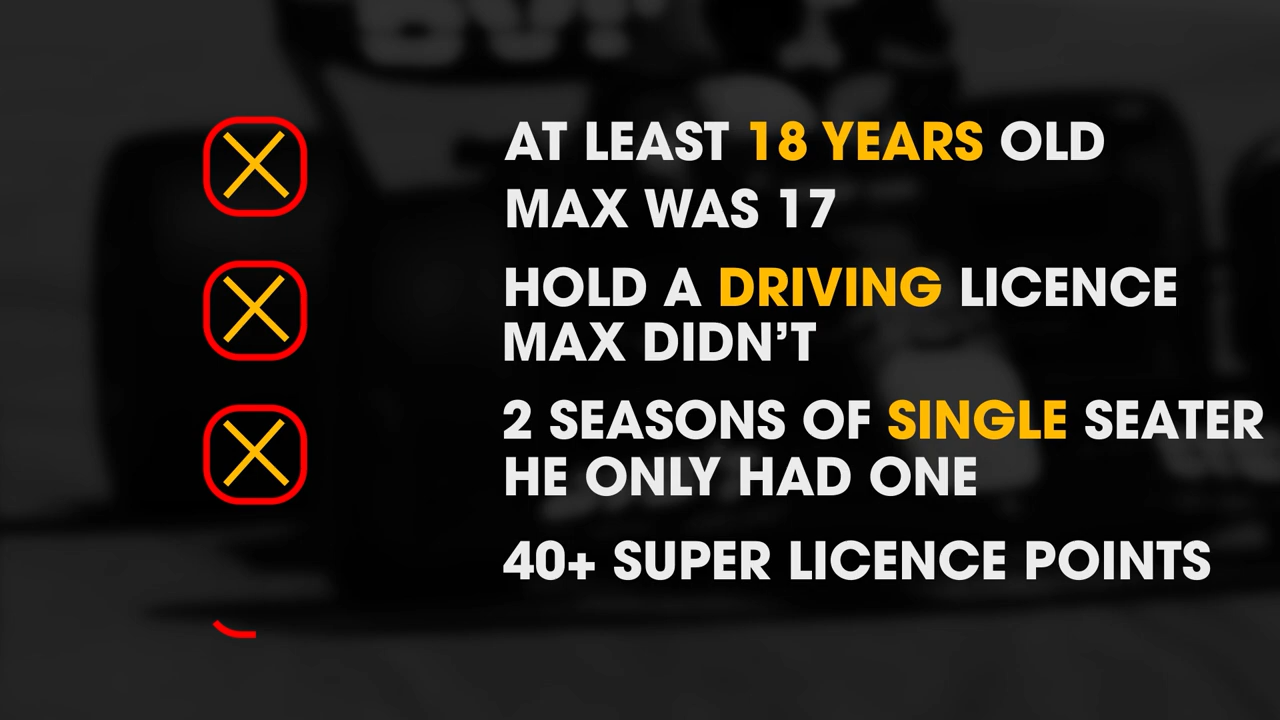 AT LEAST 18 YEARS OLD
MAX WAS 17
HOLD A DRIVING LICENCE
MAX DIDN’T
2 SEASONS OF SINGLE SEATER
HE ONLY HAD ONE
40+ SUPER LICENCE POINTS